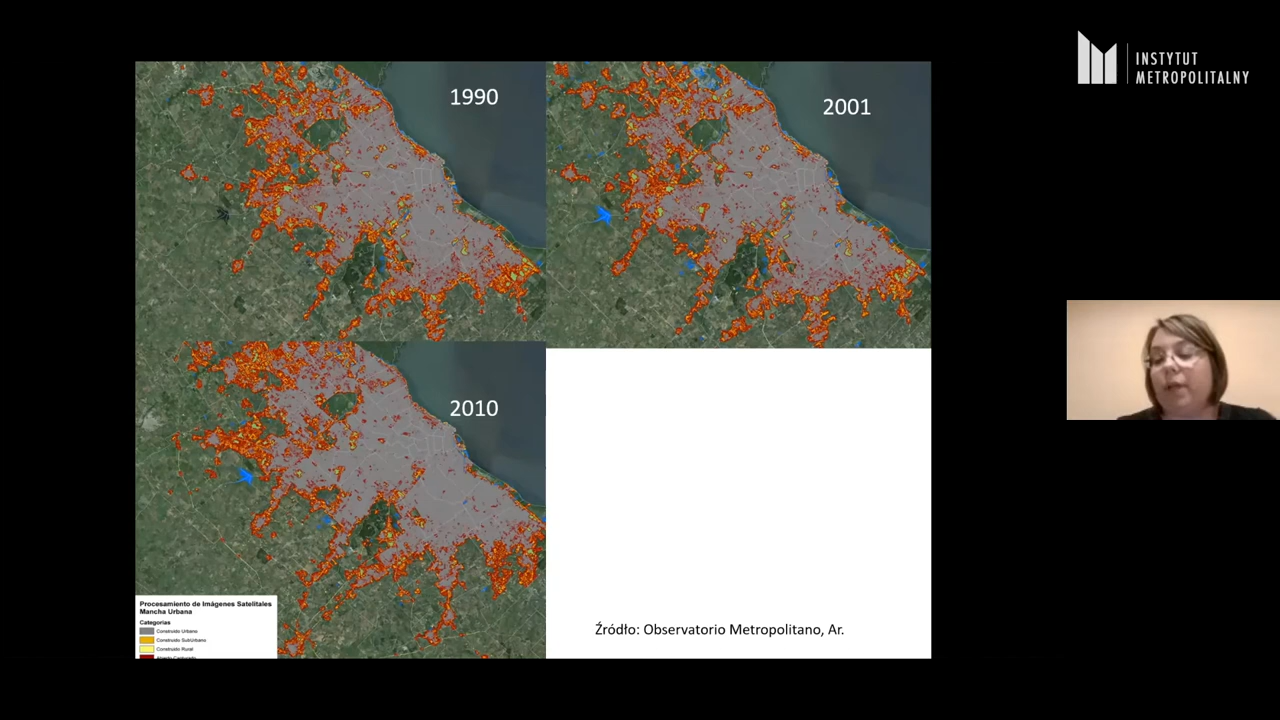 INSTYTUT
METROPOLITALNY
1990
2001
2010
Procesamiento de Imágenes Satelitales
Mancha Urbana
Categorías
Construido Urbano
Construido SubUrbano
Construido Rural
Źródło: Observatorio Metropolitano, Ar.